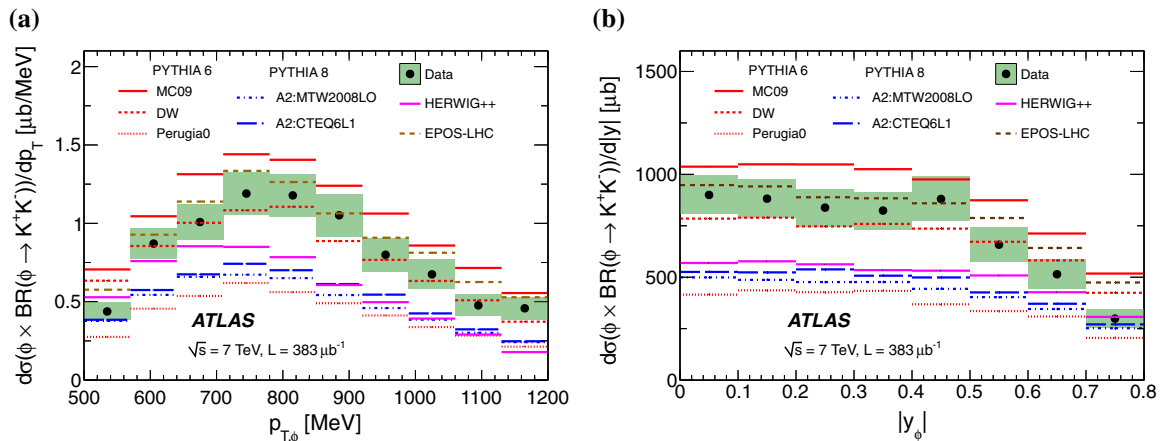 (a)
dσ(ϕ × BR(ϕ → K⁺K⁻))/dp_T [μb/MeV]
2
1.5
1
0.5
0
PYTHIA 6
MC09
DW
Perugia0
PYTHIA 8
A2:MTW2008LO
A2:CTEQ6L1
Data
HERWIG++
EPOS-LHC
ATLAS
√s = 7 TeV, L = 383 μb⁻¹
500 600 700 800 900 1000 1100 1200
p_T,ϕ [MeV]
(b)
dσ(ϕ × BR(ϕ → K⁺K⁻))/d|y| [μb]
1500
1000
500
0
PYTHIA 6
MC09
DW
Perugia0
PYTHIA 8
A2:MTW2008LO
A2:CTEQ6L1
Data
HERWIG++
EPOS-LHC
ATLAS
√s = 7 TeV, L = 383 μb⁻¹
0 0.1 0.2 0.3 0.4 0.5 0.6 0.7 0.8
|y_ϕ|